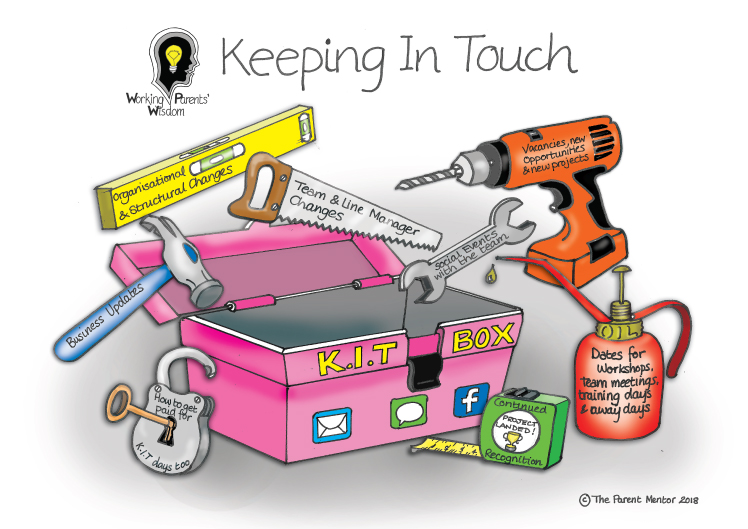 Keeping In Touch
Working Parents'
Wisdom
Organisational
& Structural Changes
Team & Line Manager
Changes
Vacancies, new
Opportunities
& new projects
Social Events
with the team
Business Updates
K.I.T BOX
OIL
Dates for
Workshops,
team meetings,
training days
& away days
How to get
paid for
K.I.T
days too
f
Continued
PROJECT
LANDED!
Recognition
© The Parent Mentor 2018